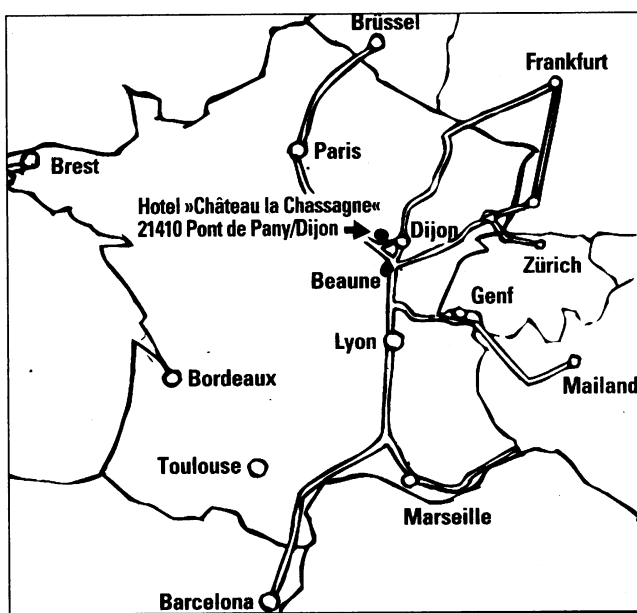 Brüssel
Frankfurt
Paris
Brest
Hotel »Château la Chassagne«
21410 Pont de Pany/Dijon
Dijon
Zürich
Beaune
Genf
Lyon
Bordeaux
Mailand
Toulouse
Marseille
Barcelona